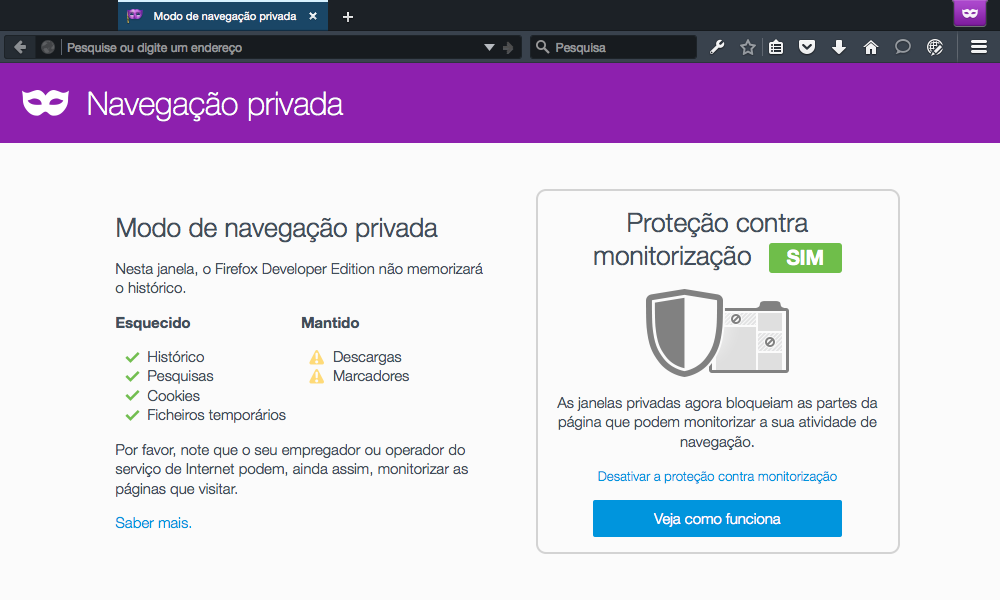 Modo de navegação privada
Pesquise ou digite um endereço
Pesquisa
Navegação privada
Modo de navegação privada
Nesta janela, o Firefox Developer Edition não memorizará
o histórico.
Esquecido
Histórico
Pesquisas
Cookies
Ficheiros temporários
Mantido
Descargas
Marcadores
Por favor, note que o seu empregador ou operador do
serviço de Internet podem, ainda assim, monitorizar as
páginas que visitar.
Saber mais.
Proteção contra
monitorização SIM
As janelas privadas agora bloqueiam as partes da
página que podem monitorizar a sua atividade de
navegação.
Desativar a proteção contra monitorização
Veja como funciona